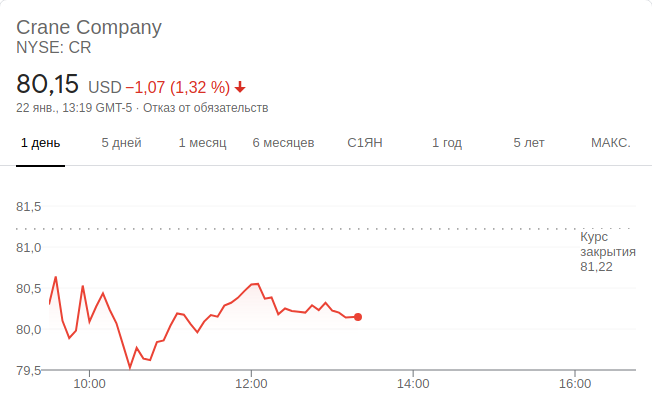 Crane Company
NYSE: CR
80,15 USD −1,07 (1,32 %)
22 янв., 13:19 GMT-5 · Отказ от обязательств
1 день 5 дней 1 месяц 6 месяцев С1ЯН 1 год 5 лет МАКС.
81,5
Курс
закрытия
81,22
81,0
80,5
80,0
79,5
10:00 12:00 14:00 16:00